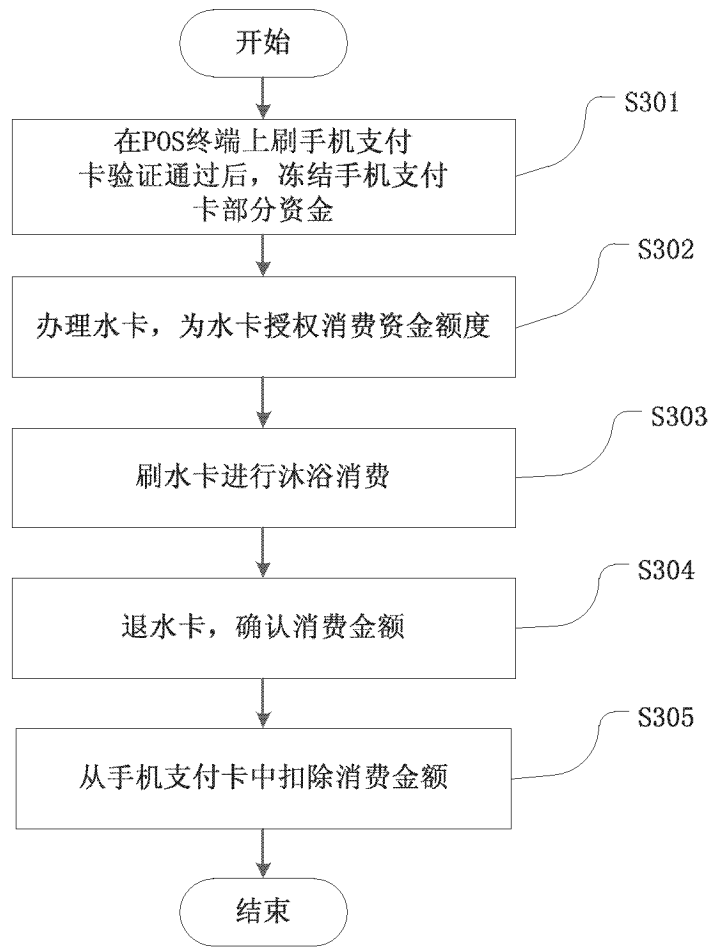 开始
S301
在POS终端上刷手机支付
卡验证通过后，冻结手机支付
卡部分资金
S302
办理水卡，为水卡授权消费资金额度
S303
刷水卡进行沐浴消费
S304
退水卡，确认消费金额
S305
从手机支付卡中扣除消费金额
结束